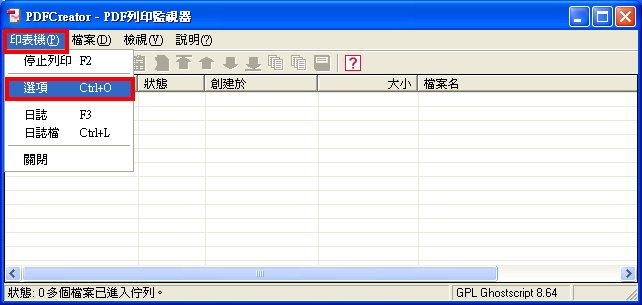 PDFCreator - PDF列印監視器
印表機(P) 檔案(D) 檢視(V) 說明(?)
停止列印 F2
選項 Ctrl+O
日誌 F3
日誌檔 Ctrl+L
關閉
狀態 創建於 大小 檔案名
狀態: 0 多個檔案已進入佇列。 GPL Ghostscript 8.64